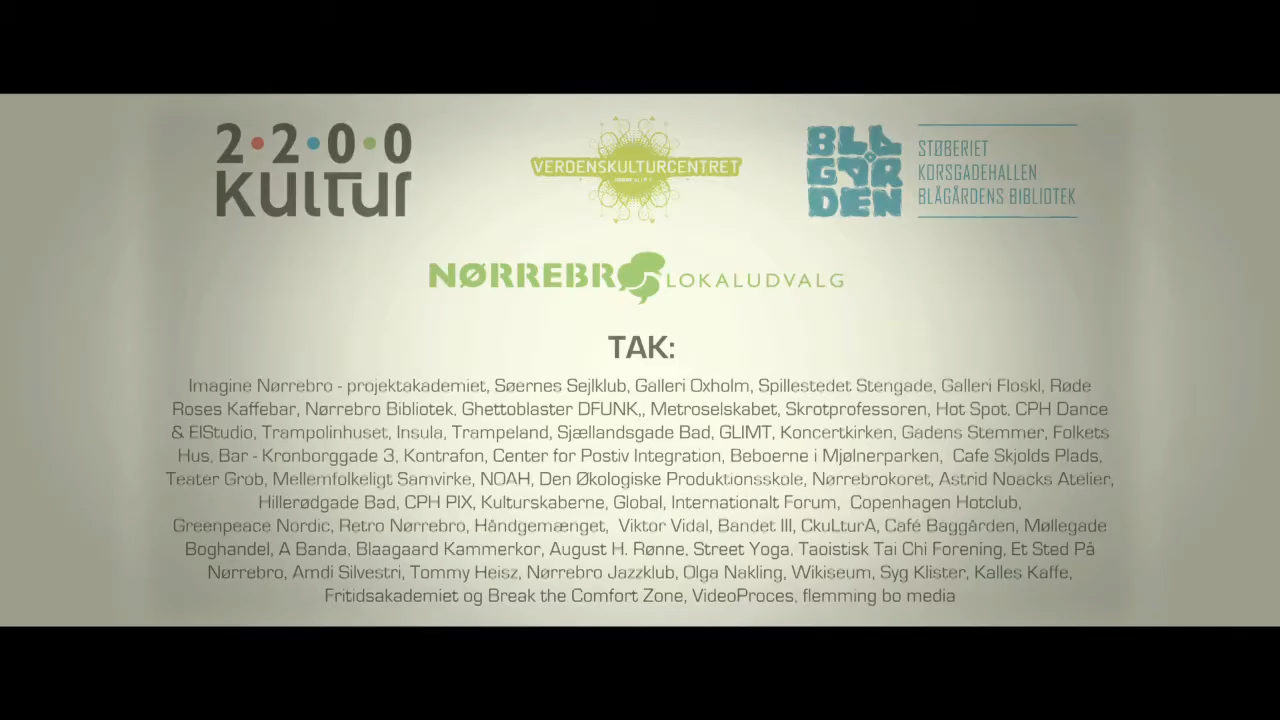 2·2·0·0
kultur
VERDENSKULTURCENTRET
BLÅGÅRDEN
STØBERIET
KORSGADEHALLEN
BLÅGÅRDENS BIBLIOTEK
NØRREBRO LOKALUDVALG
TAK:
Imagine Nørrebro - projektakademiet, Søernes Sejlklub, Galleri Oxholm, Spillestedet Stengade, Galleri Floskl, Røde
Roses Kaffebar, Nørrebro Bibliotek, Ghettoblaster DFUNK,, Metroselskabet, Skrotprofessoren, Hot Spot, CPH Dance
& ElStudio, Trampolinhuset, Insula, Trampeland, Sjællandsgade Bad, GLIMT, Koncertkirken, Gadens Stemmer, Folkets
Hus, Bar - Kronborggade 3, Kontrafon, Center for Postiv Integration, Beboerne i Mjølnerparken, Cafe Skjolds Plads,
Teater Grob, Mellemfolkeligt Samvirke, NOAH, Den Økologiske Produktionsskole, Nørrebrokoret, Astrid Noacks Atelier,
Hillerødgade Bad, CPH PIX, Kulturskaberne, Global, Internationalt Forum, Copenhagen Hotclub,
Greenpeace Nordic, Retro Nørrebro, Håndgemænget, Viktor Vidal, Bandet III, CkuLturA, Café Baggården, Møllegade
Boghandel, A Banda, Blaagaard Kammerkor, August H. Rønne, Street Yoga, Taoistisk Tai Chi Forening, Et Sted På
Nørrebro, Arndi Silvestri, Tommy Heisz, Nørrebro Jazzklub, Olga Nakling, Wikiseum, Syg Klister, Kalles Kaffe,
Fritidsakademiet og Break the Comfort Zone, VideoProces, flemming bo media